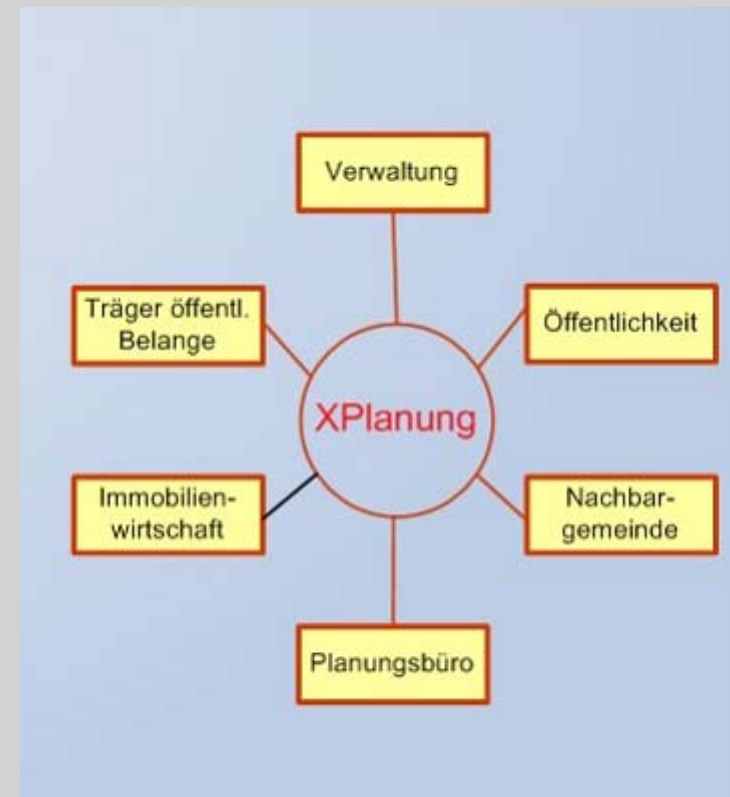 Verwaltung
Träger öffentl.
Belange
Öffentlichkeit
XPlanung
Immobilien-
wirtschaft
Nachbar-
gemeinde
Planungsbüro